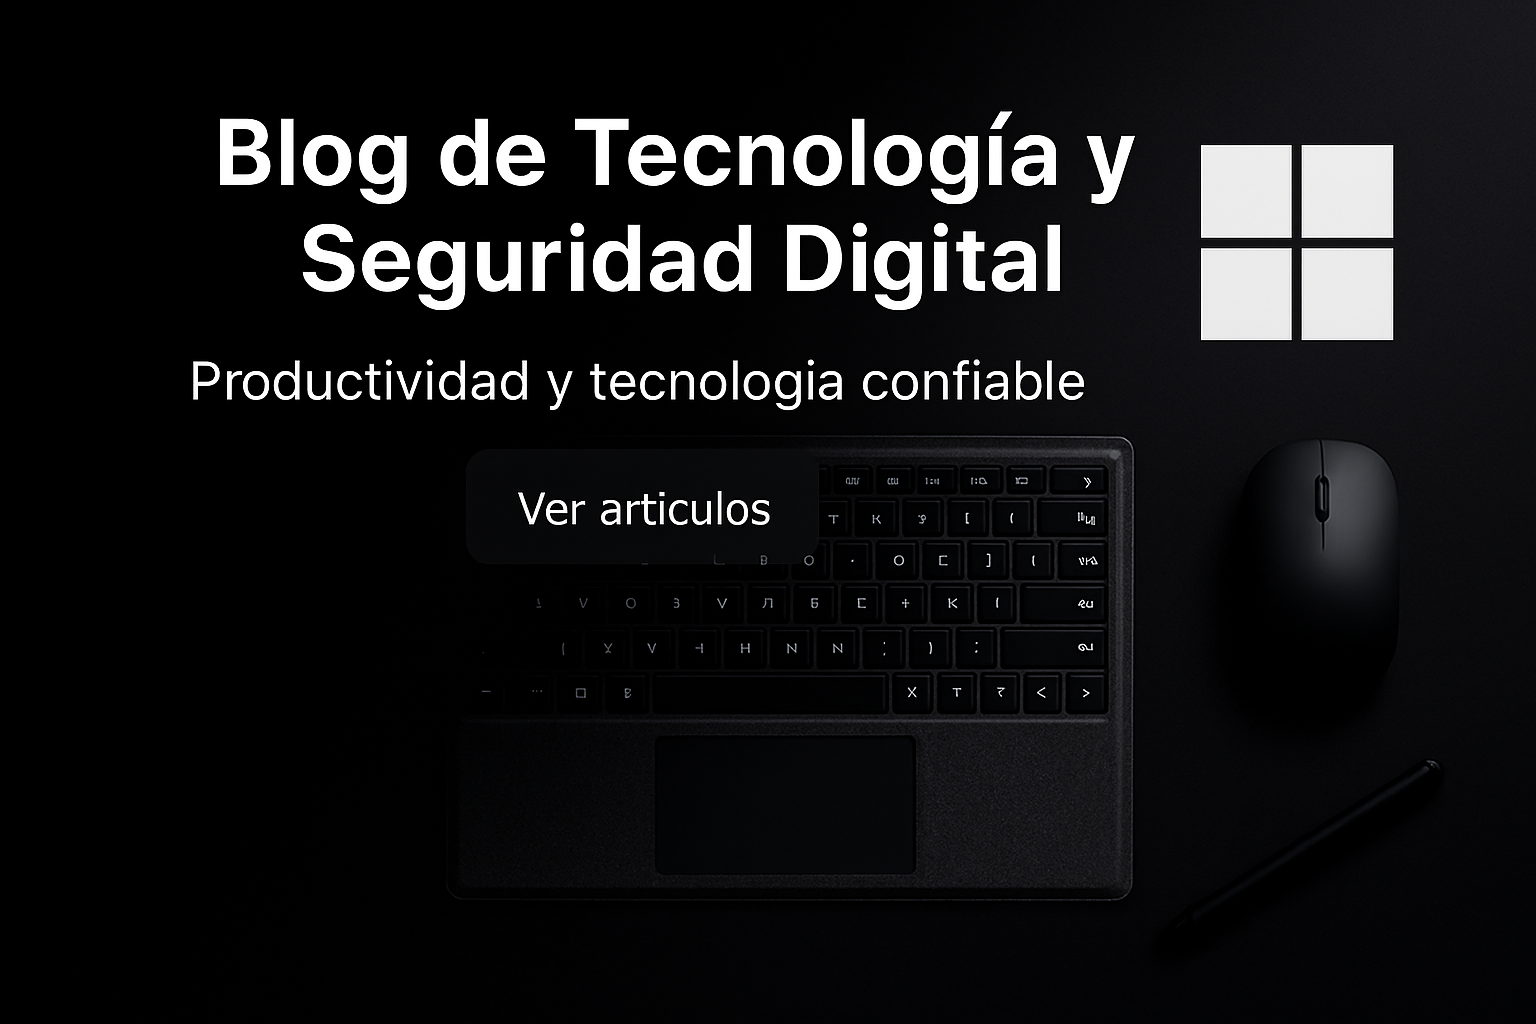 Blog de Tecnología y
Seguridad Digital
Productividad y tecnologia confiable
Ver articulos